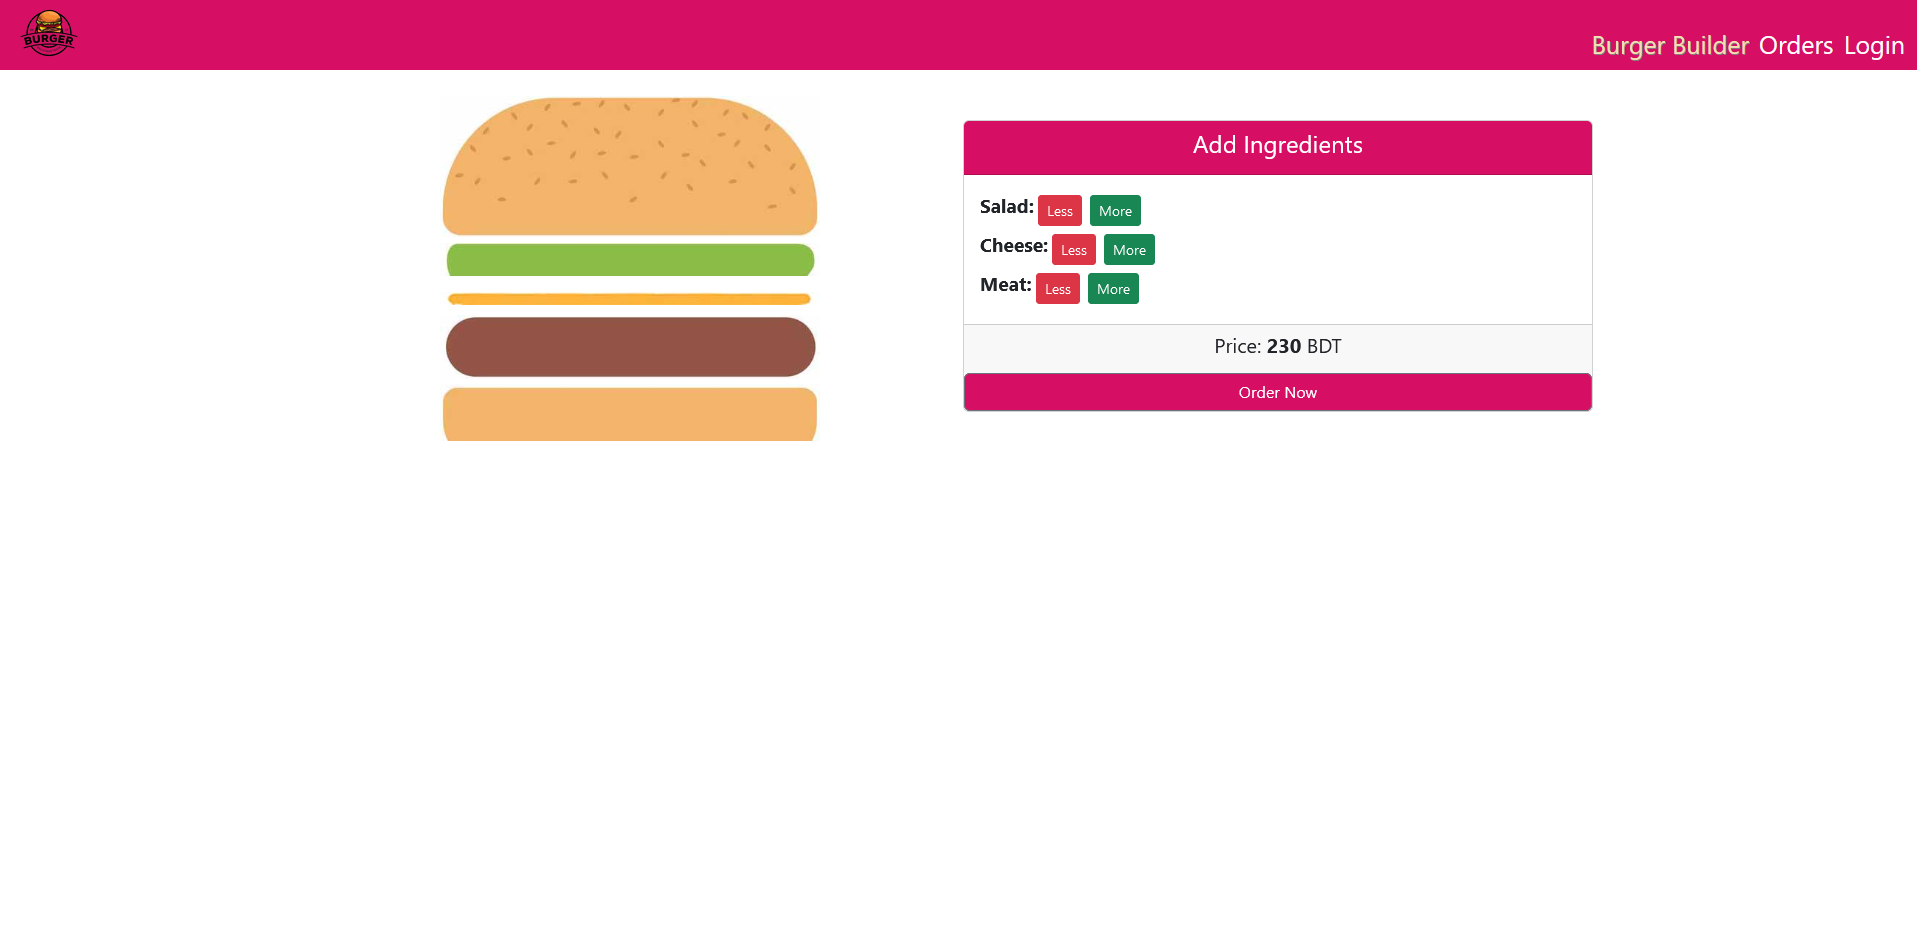 BURGER
Burger Builder Orders Login
Add Ingredients
Salad: Less More
Cheese: Less More
Meat: Less More
Price: 230 BDT
Order Now